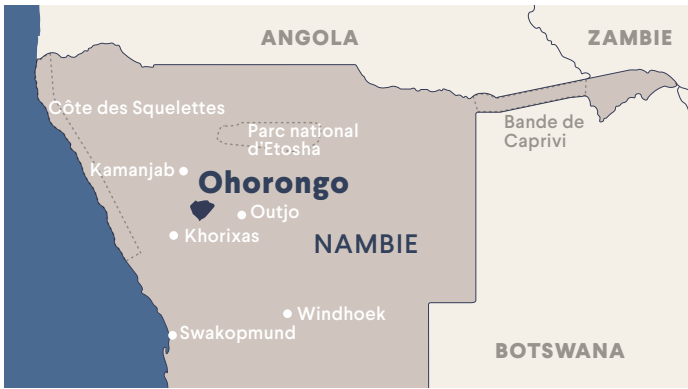 ANGOLA
ZAMBIE
Côte des Squelettes
Parc national
d'Etosha
Bande de
Caprivi
Kamanjab
Ohorongo
Outjo
Khorixas
NAMBIE
Windhoek
Swakopmund
BOTSWANA